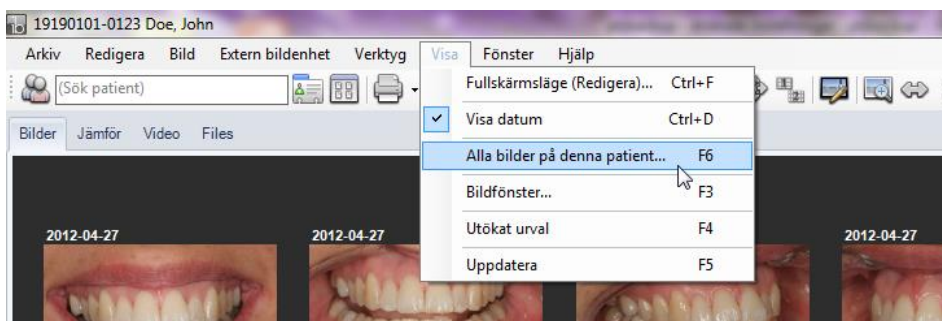 19190101-0123 Doe, John
Arkiv Redigera Bild Extern bildenhet Verktyg Visa Fönster Hjälp
(Sök patient)
Fullskärmsläge (Redigera)... Ctrl+F
Visa datum Ctrl+D
Bilder Jämför Video Files
Alla bilder på denna patient... F6
Bildfönster... F3
Utökat urval F4
2012-04-27 2012-04-27 2012-04-27
Uppdatera F5